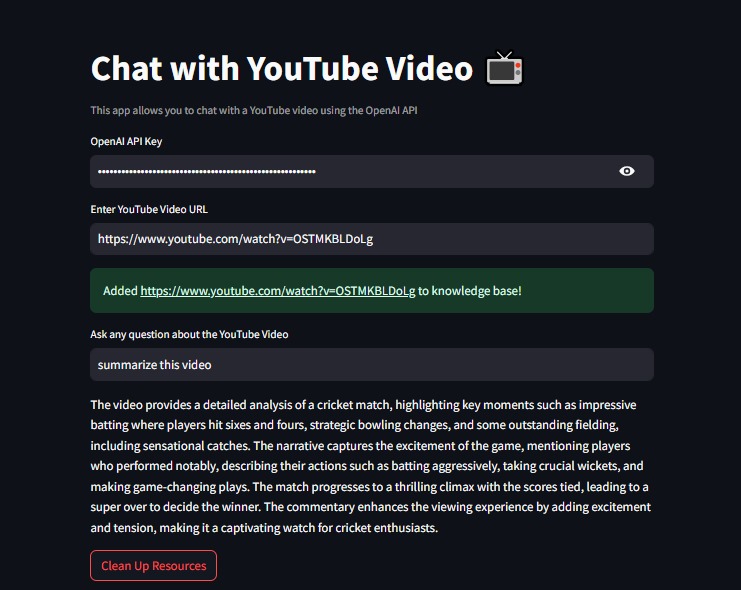 Chat with YouTube Video
This app allows you to chat with a YouTube video using the OpenAI API
OpenAI API Key
Enter YouTube Video URL
https://www.youtube.com/watch?v=OSTMKBLDoLg
Added https://www.youtube.com/watch?v=OSTMKBLDoLg to knowledge base!
Ask any question about the YouTube Video
summarize this video
The video provides a detailed analysis of a cricket match, highlighting key moments such as impressive
batting where players hit sixes and fours, strategic bowling changes, and some outstanding fielding,
including sensational catches. The narrative captures the excitement of the game, mentioning players
who performed notably, describing their actions such as batting aggressively, taking crucial wickets, and
making game-changing plays. The match progresses to a thrilling climax with the scores tied, leading to a
super over to decide the winner. The commentary enhances the viewing experience by adding excitement
and tension, making it a captivating watch for cricket enthusiasts.
Clean Up Resources